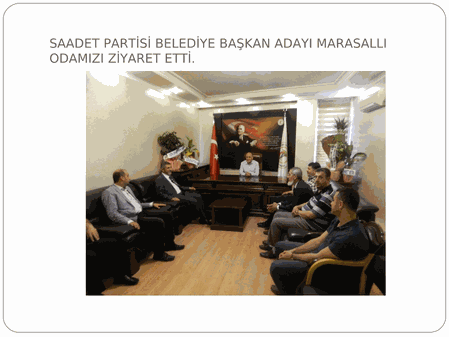 SAADET PARTİSİ BELEDİYE BAŞKAN ADAYI MARASALLI
ODAMIZI ZİYARET ETTİ.